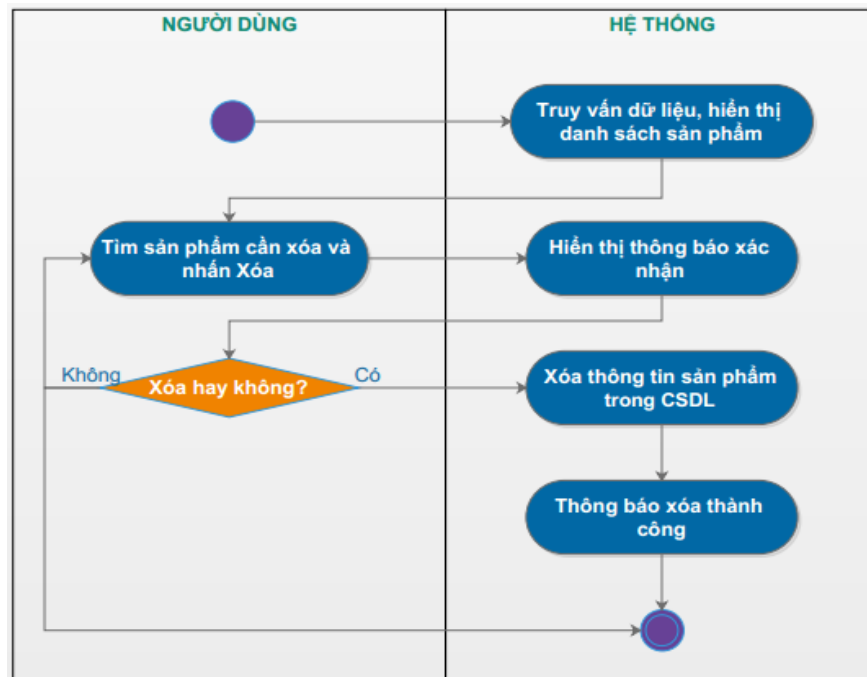 NGƯỜI DÙNG
HỆ THỐNG
Truy vấn dữ liệu, hiển thị
danh sách sản phẩm
Tìm sản phẩm cần xóa và
nhấn Xóa
Hiển thị thông báo xác
nhận
Không
Xóa hay không?
Có
Xóa thông tin sản phẩm
trong CSDL
Thông báo xóa thành
công